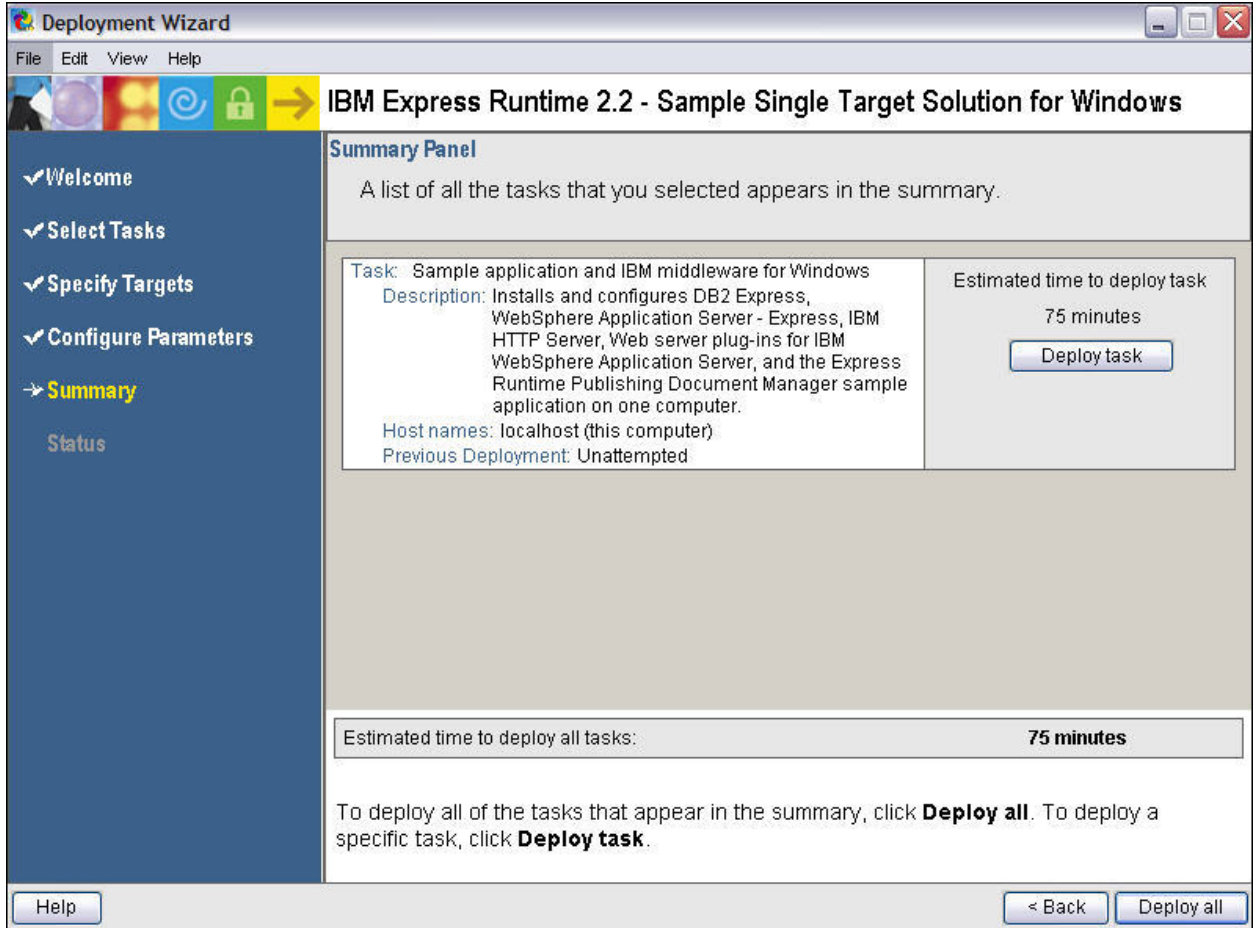 Deployment Wizard
File Edit View Help
IBM Express Runtime 2.2 - Sample Single Target Solution for Windows
Welcome
Select Tasks
Specify Targets
Configure Parameters
Summary
Status
Summary Panel
A list of all the tasks that you selected appears in the summary.
Task: Sample application and IBM middleware for Windows
Description: Installs and configures DB2 Express,
WebSphere Application Server - Express, IBM
HTTP Server, Web server plug-ins for IBM
WebSphere Application Server, and the Express
Runtime Publishing Document Manager sample
application on one computer.
Host names: localhost (this computer)
Previous Deployment: Unattempted
Estimated time to deploy task
75 minutes
Deploy task
Estimated time to deploy all tasks: 75 minutes
To deploy all of the tasks that appear in the summary, click Deploy all. To deploy a
specific task, click Deploy task.
Help < Back Deploy all